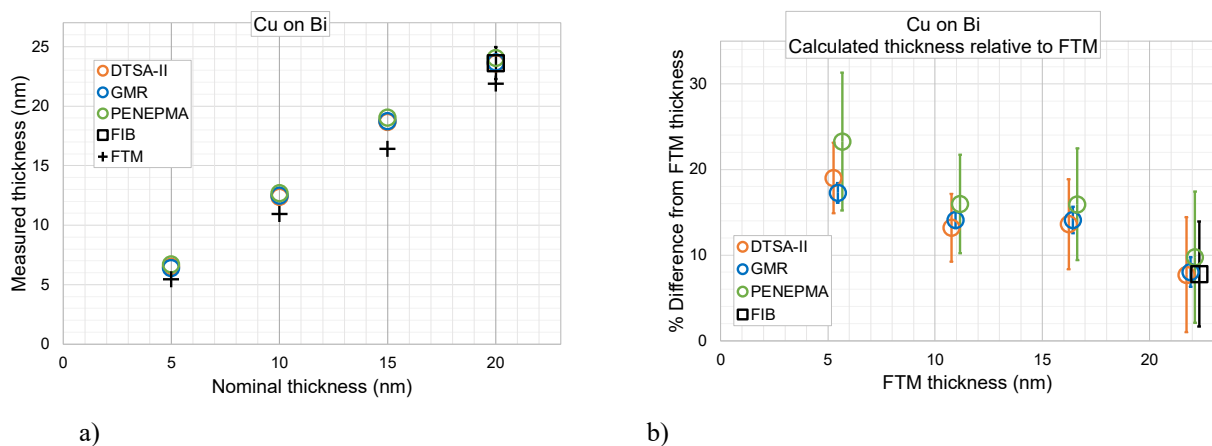 Cu on Bi
25
20
15
10
5
0
Measured thickness (nm)
DTSA-II
GMR
PENEPMA
FIB
FTM
0 5 10 15 20
Nominal thickness (nm)
a)
Cu on Bi
Calculated thickness relative to FTM
30
20
10
0
% Difference from FTM thickness
DTSA-II
GMR
PENEPMA
FIB
0 5 10 15 20
FTM thickness (nm)
b)